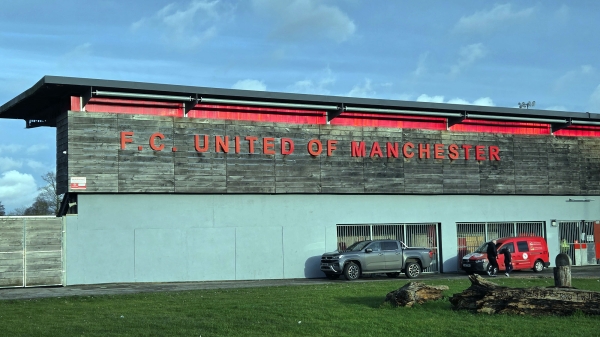 F.C. UNITED OF MANCHESTER